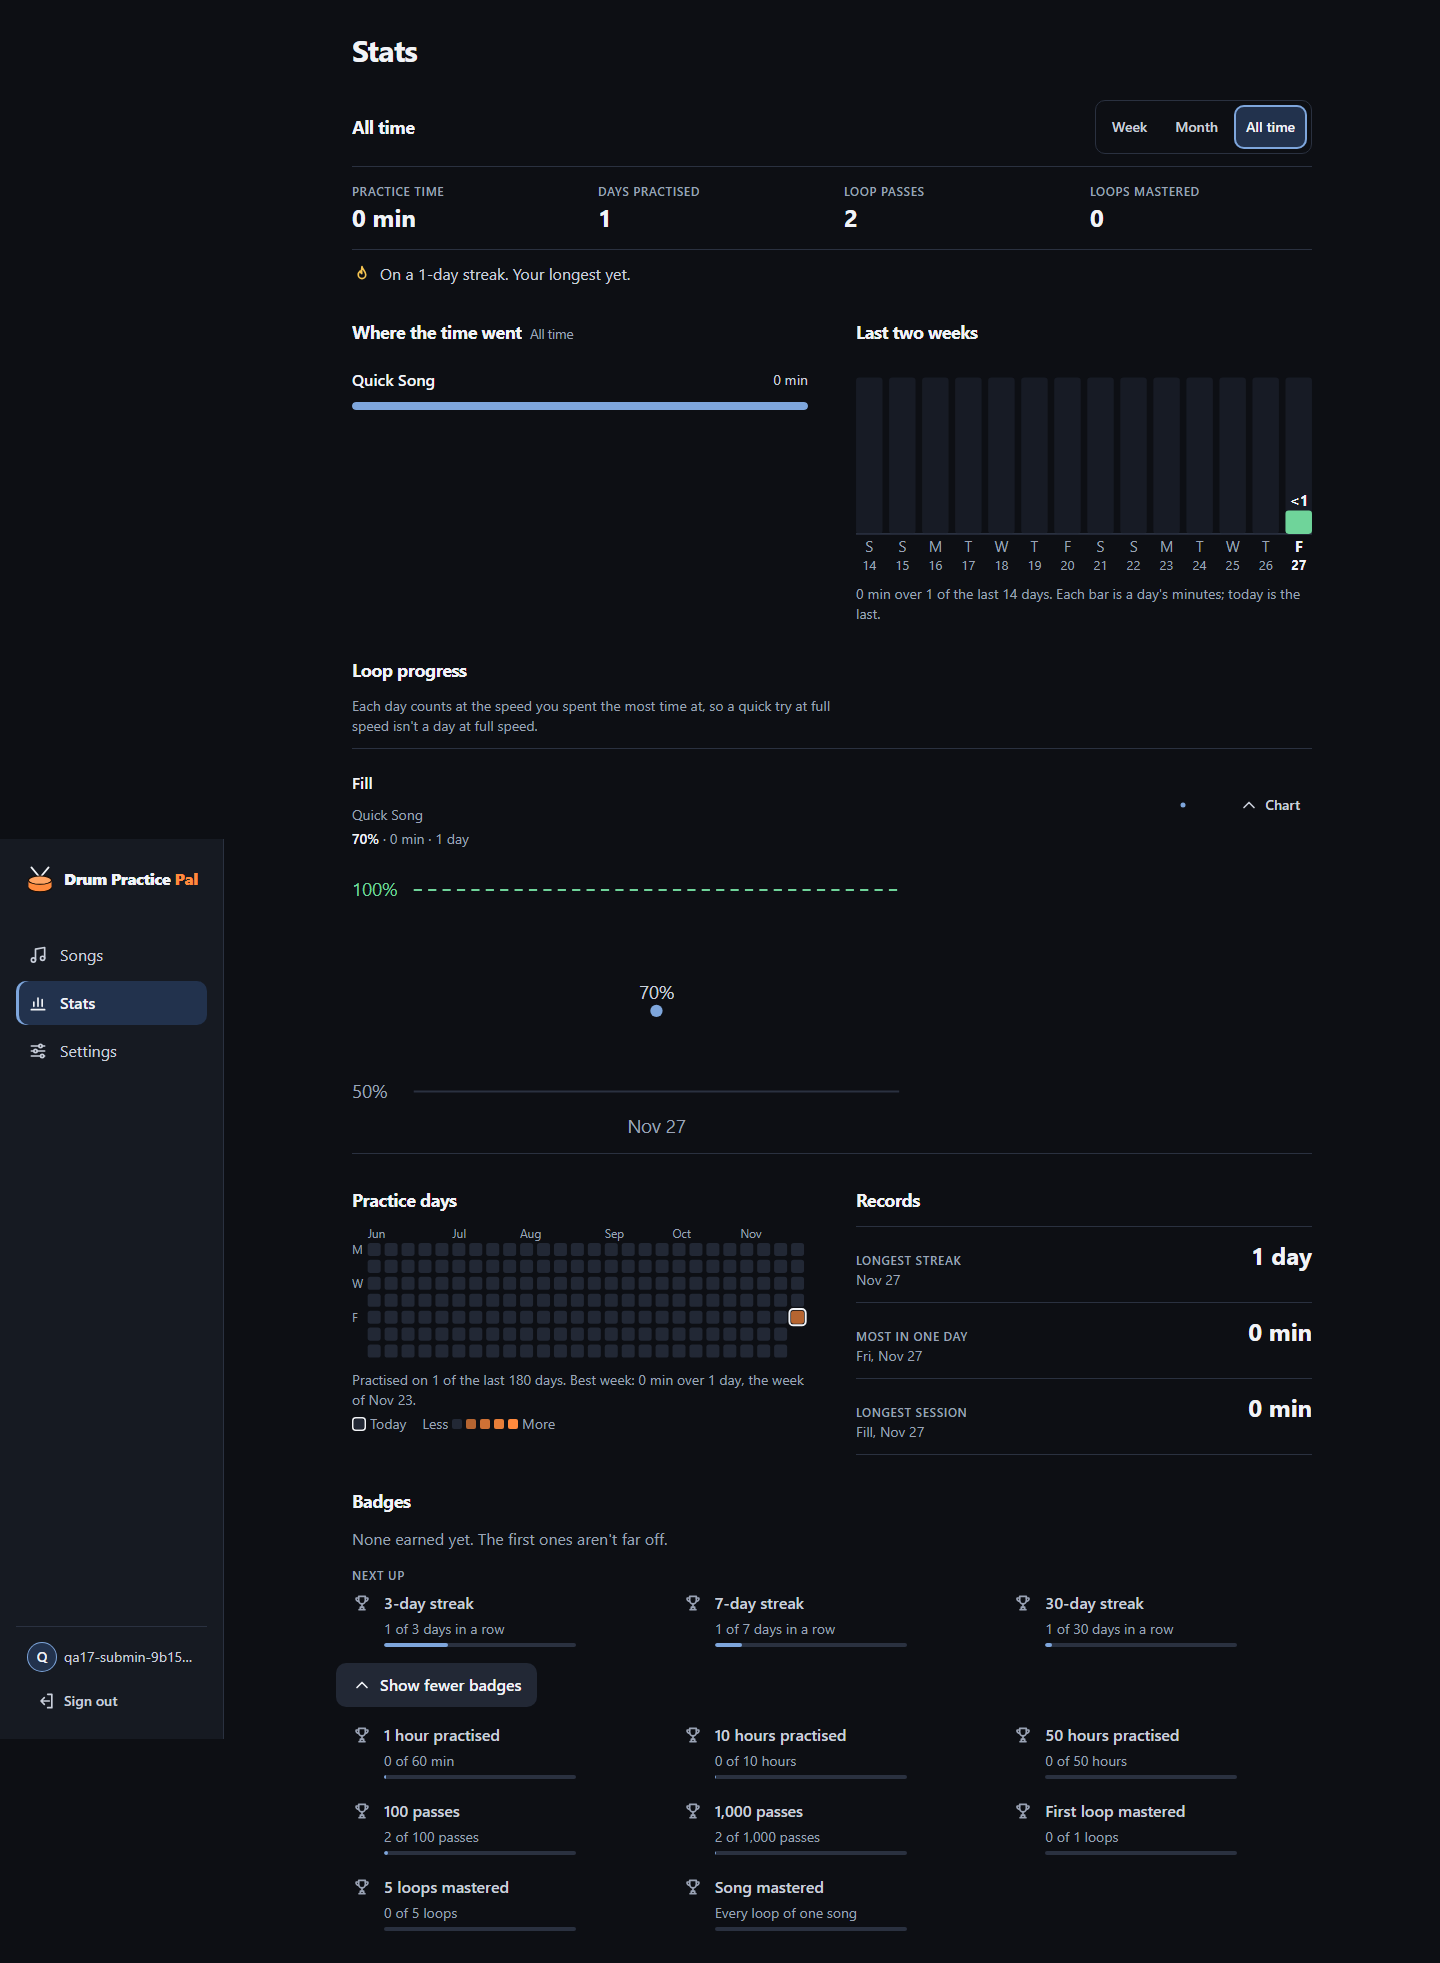 Stats
All time
Week Month All time
PRACTICE TIME
0 min
DAYS PRACTISED
1
LOOP PASSES
2
LOOPS MASTERED
0
On a 1-day streak. Your longest yet.
Where the time went All time
Quick Song 0 min
Last two weeks
<1
S S M T W T F S S M T W T F
14 15 16 17 18 19 20 21 22 23 24 25 26 27
0 min over 1 of the last 14 days. Each bar is a day's minutes; today is the
last.
Loop progress
Each day counts at the speed you spent the most time at, so a quick try at full
speed isn't a day at full speed.
Fill
Quick Song
70% · 0 min · 1 day
Chart
100%
70%
50%
Nov 27
Drum Practice Pal
Songs
Stats
Settings
Q qa17-submin-9b15...
Sign out
Practice days
Jun Jul Aug Sep Oct Nov
M
W
F
Practised on 1 of the last 180 days. Best week: 0 min over 1 day, the week
of Nov 23.
Today Less More
Records
LONGEST STREAK
Nov 27
1 day
MOST IN ONE DAY
Fri, Nov 27
0 min
LONGEST SESSION
Fill, Nov 27
0 min
Badges
None earned yet. The first ones aren't far off.
NEXT UP
3-day streak
1 of 3 days in a row
7-day streak
1 of 7 days in a row
30-day streak
1 of 30 days in a row
Show fewer badges
1 hour practised
0 of 60 min
10 hours practised
0 of 10 hours
50 hours practised
0 of 50 hours
100 passes
2 of 100 passes
1,000 passes
2 of 1,000 passes
First loop mastered
0 of 1 loops
5 loops mastered
0 of 5 loops
Song mastered
Every loop of one song